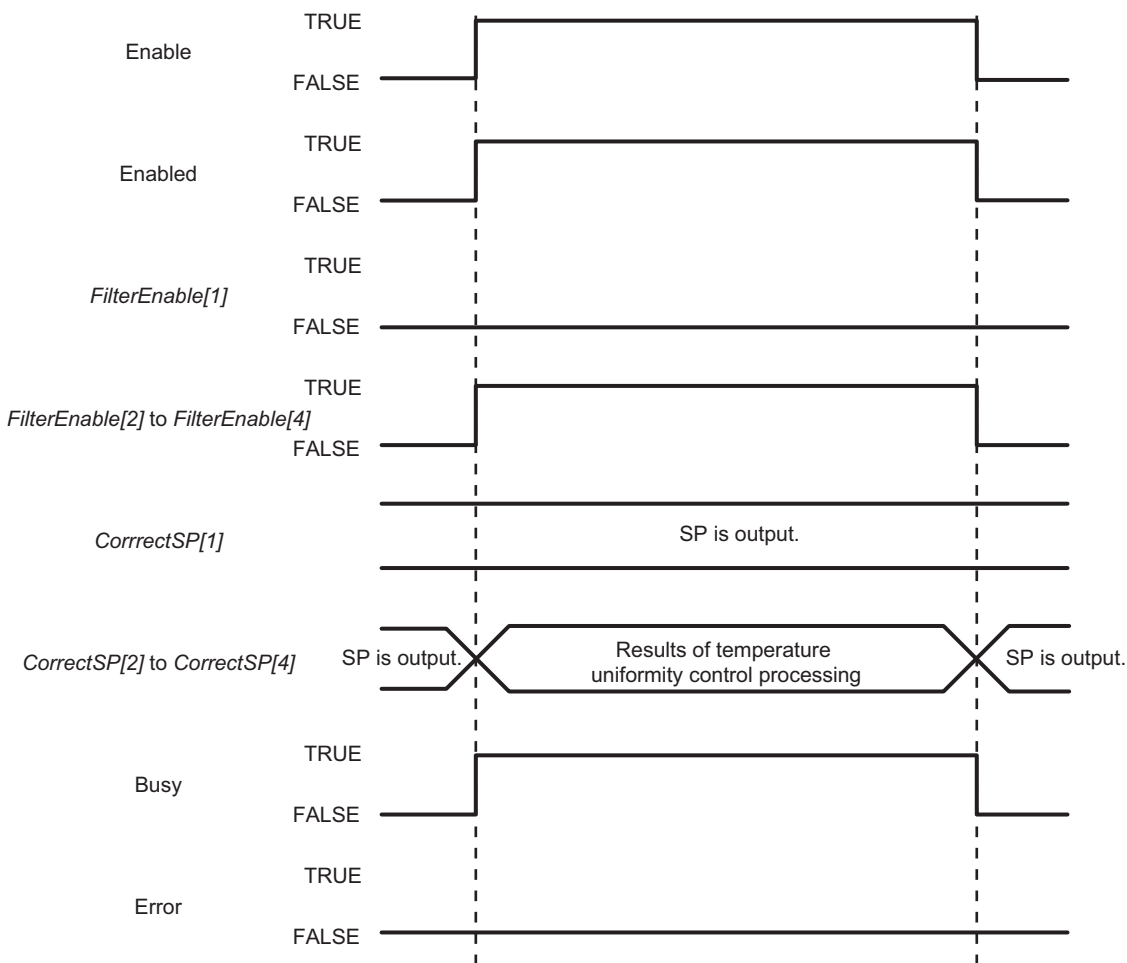 TRUE
Enable
FALSE
TRUE
Enabled
FALSE
TRUE
FilterEnable[1]
FALSE
TRUE
FilterEnable[2] to FilterEnable[4]
FALSE
CorrrectSP[1]
SP is output.
CorrectSP[2] to CorrectSP[4]
SP is output.
Results of temperature
uniformity control processing
SP is output.
TRUE
Busy
FALSE
TRUE
Error
FALSE